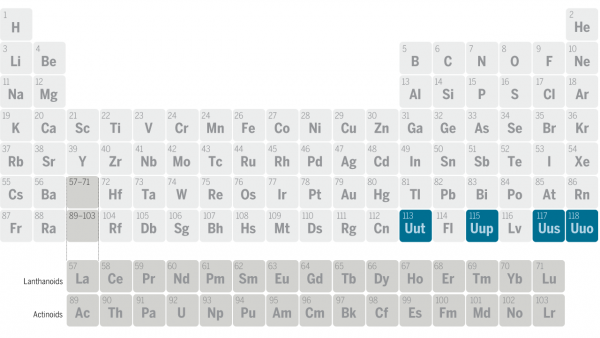 1 2
H He
3 4 5 6 7 8 9 10
Li Be B C N O F Ne
11 12 13 14 15 16 17 18
Na Mg Al Si P S Cl Ar
19 20 21 22 23 24 25 26 27 28 29 30 31 32 33 34 35 36
K Ca Sc Ti V Cr Mn Fe Co Ni Cu Zn Ga Ge As Se Br Kr
37 38 39 40 41 42 43 44 45 46 47 48 49 50 51 52 53 54
Rb Sr Y Zr Nb Mo Tc Ru Rh Pd Ag Cd In Sn Sb Te I Xe
55 56 57–71 72 73 74 75 76 77 78 79 80 81 82 83 84 85 86
Cs Ba Hf Ta W Re Os Ir Pt Au Hg Tl Pb Bi Po At Rn
87 88 89–103 104 105 106 107 108 109 110 111 112 113 114 115 116 117 118
Fr Ra Rf Db Sg Bh Hs Mt Ds Rg Cn Uut Fl Uup Lv Uus Uuo
57 58 59 60 61 62 63 64 65 66 67 68 69 70 71
Lanthanoids La Ce Pr Nd Pm Sm Eu Gd Tb Dy Ho Er Tm Yb Lu
89 90 91 92 93 94 95 96 97 98 99 100 101 102 103
Actinoids Ac Th Pa U Np Pu Am Cm Bk Cf Es Fm Md No Lr